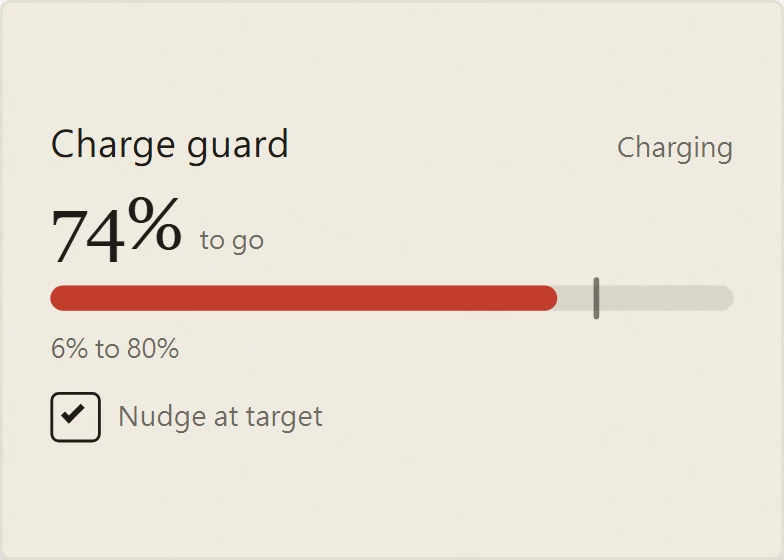 Charge guard
Charging
74% to go
6% to 80%
Nudge at target